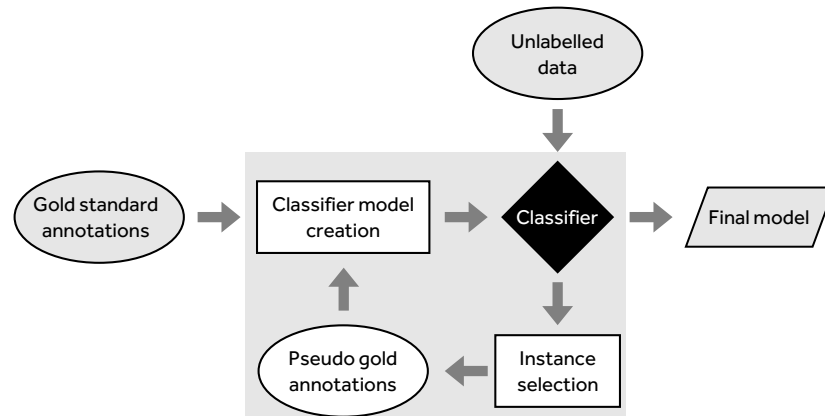 Unlabelled
data
Gold standard
annotations
Classifier model
creation
Classifier
Final model
Pseudo gold
annotations
Instance
selection